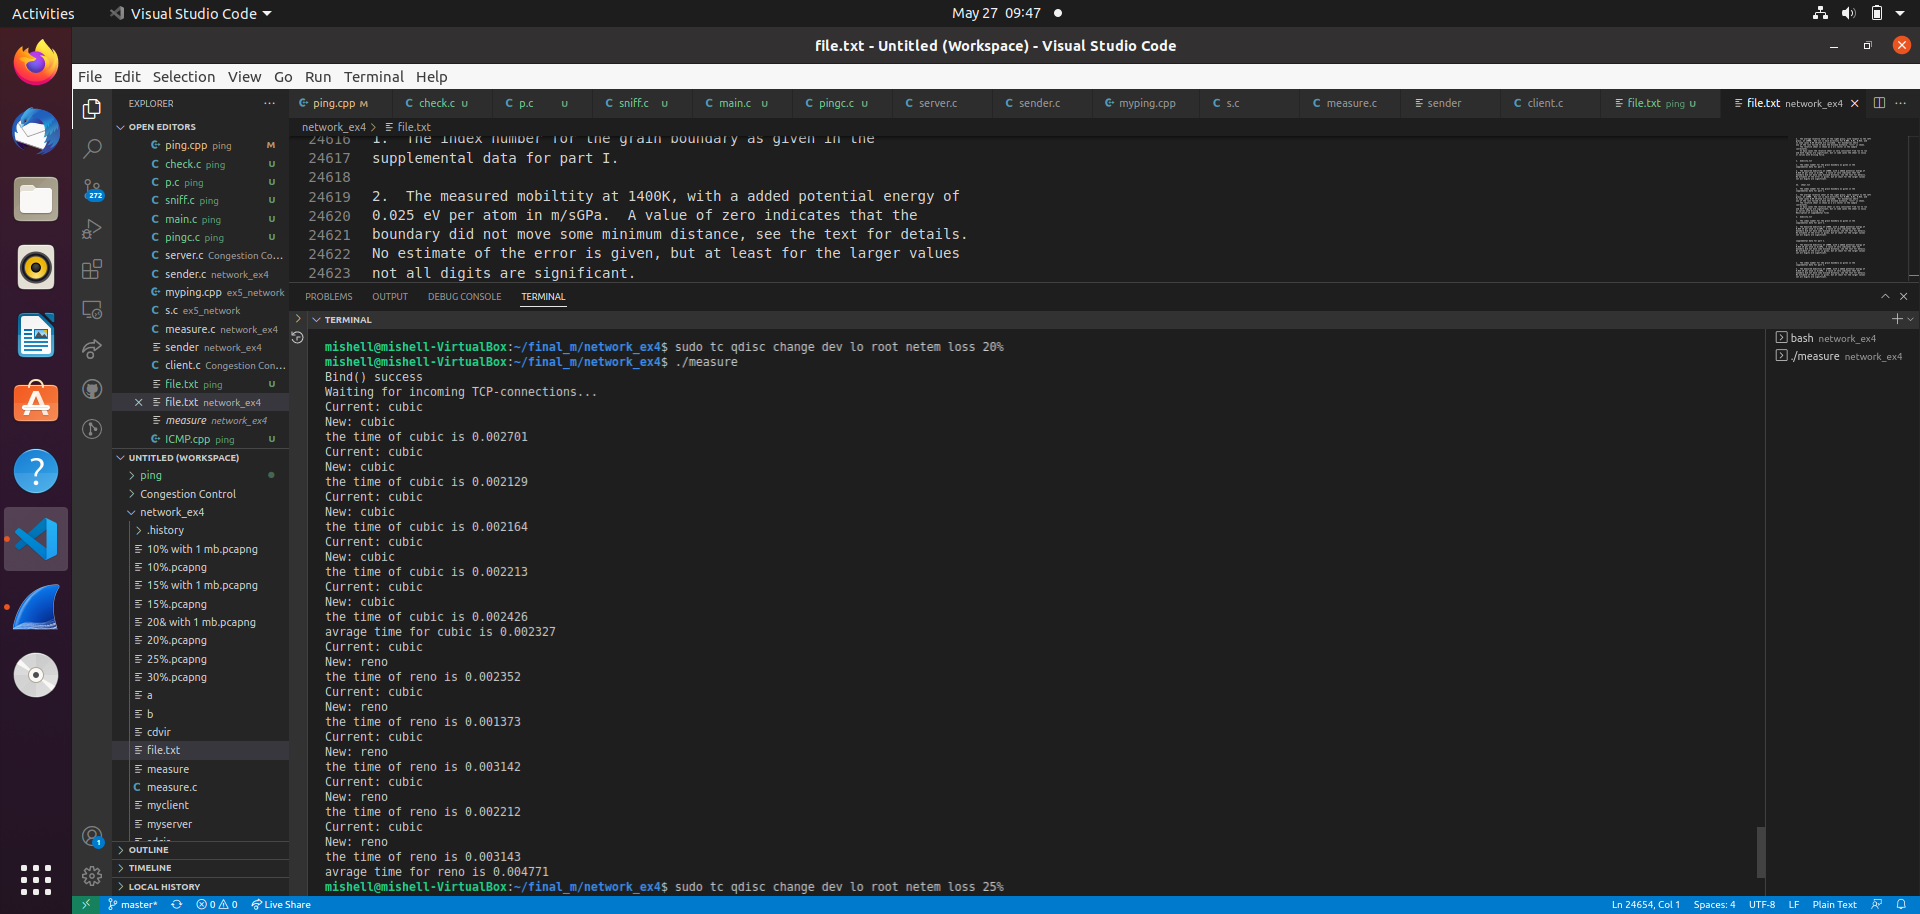 Activities
Visual Studio Code
May 27 09:47
file.txt - Untitled (Workspace) - Visual Studio Code
File Edit Selection View Go Run Terminal Help
EXPLORER
ping.cpp M
check.c U
p.c U
sniff.c U
main.c U
pingc.c U
server.c
sender.c
myping.cpp
s.c
measure.c
sender
client.c
file.txt ping U
file.txt network_ex4
OPEN EDITORS
ping.cpp ping M
check.c ping U
p.c ping U
sniff.c ping U
main.c ping U
pingc.c ping U
server.c Congestion Co...
sender.c network_ex4
myping.cpp ex5_network
s.c ex5_network
measure.c network_ex4
sender network_ex4
client.c Congestion Con...
file.txt ping U
file.txt network_ex4
measure network_ex4
ICMP.cpp ping U
272
UNTITLED (WORKSPACE)
ping
Congestion Control
network_ex4
.history
10% with 1 mb.pcapng
10%.pcapng
15% with 1 mb.pcapng
15%.pcapng
20& with 1 mb.pcapng
20%.pcapng
25%.pcapng
30%.pcapng
a
b
cdvir
file.txt
measure
measure.c
myclient
myserver
1
OUTLINE
TIMELINE
LOCAL HISTORY
network_ex4 > file.txt
24616 1. The index number for the grain boundary as given in the
24617 supplemental data for part I.
24618
24619 2. The measured mobiltity at 1400K, with a added potential energy of
24620 0.025 eV per atom in m/sGPa. A value of zero indicates that the
24621 boundary did not move some minimum distance, see the text for details.
24622 No estimate of the error is given, but at least for the larger values
24623 not all digits are significant.
PROBLEMS OUTPUT DEBUG CONSOLE TERMINAL
TERMINAL
mishell@mishell-VirtualBox:~/final_m/network_ex4$ sudo tc qdisc change dev lo root netem loss 20%
mishell@mishell-VirtualBox:~/final_m/network_ex4$ ./measure
Bind() success
Waiting for incoming TCP-connections...
Current: cubic
New: cubic
the time of cubic is 0.002701
Current: cubic
New: cubic
the time of cubic is 0.002129
Current: cubic
New: cubic
the time of cubic is 0.002164
Current: cubic
New: cubic
the time of cubic is 0.002213
Current: cubic
New: cubic
the time of cubic is 0.002426
avrage time for cubic is 0.002327
Current: cubic
New: reno
the time of reno is 0.002352
Current: cubic
New: reno
the time of reno is 0.001373
Current: cubic
New: reno
the time of reno is 0.003142
Current: cubic
New: reno
the time of reno is 0.002212
Current: cubic
New: reno
the time of reno is 0.003143
avrage time for reno is 0.004771
mishell@mishell-VirtualBox:~/final_m/network_ex4$ sudo tc qdisc change dev lo root netem loss 25%
bash network_ex4
./measure network_ex4
master* 0 0 Live Share
Ln 24654, Col 1 Spaces: 4 UTF-8 LF Plain Text